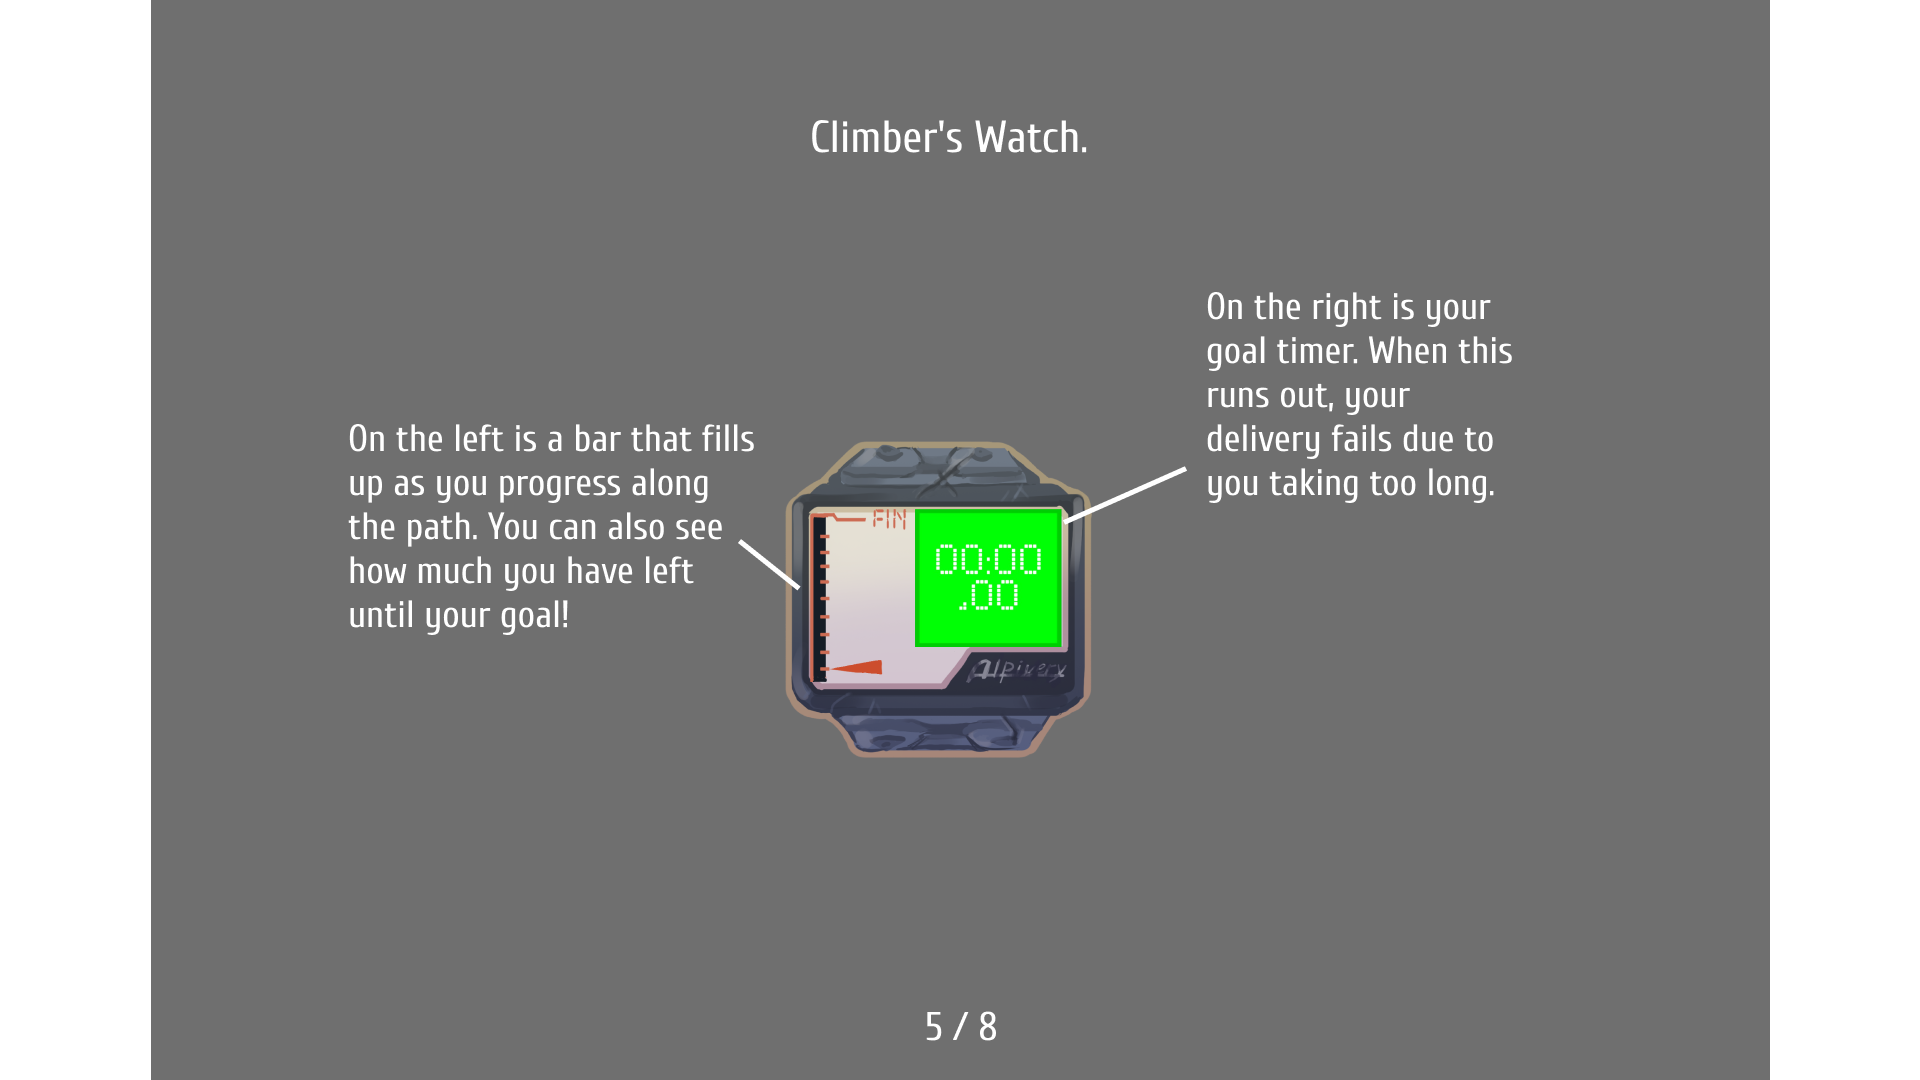 Climber's Watch.
On the right is your
goal timer. When this
runs out, your
delivery fails due to
you taking too long.
On the left is a bar that fills
up as you progress along
the path. You can also see
how much you have left
until your goal!
FIN
00:00
.00
5 / 8